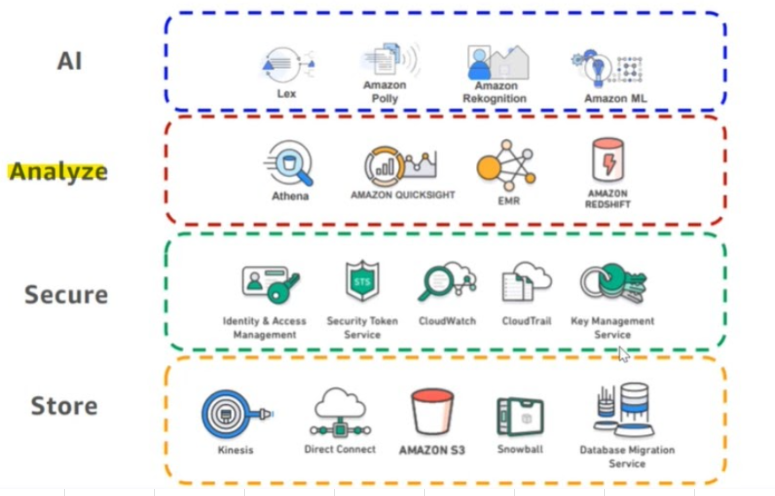 AI
Lex
Amazon
Polly
Amazon
Rekognition
Amazon ML
Analyze
Athena
AMAZON QUICKSIGHT
EMR
AMAZON
REDSHIFT
Secure
Identity & Access
Management
Security Token
Service
STS
CloudWatch
CloudTrail
Key Management
Service
Store
Kinesis
Direct Connect
AMAZON S3
Snowball
Database Migration
Service